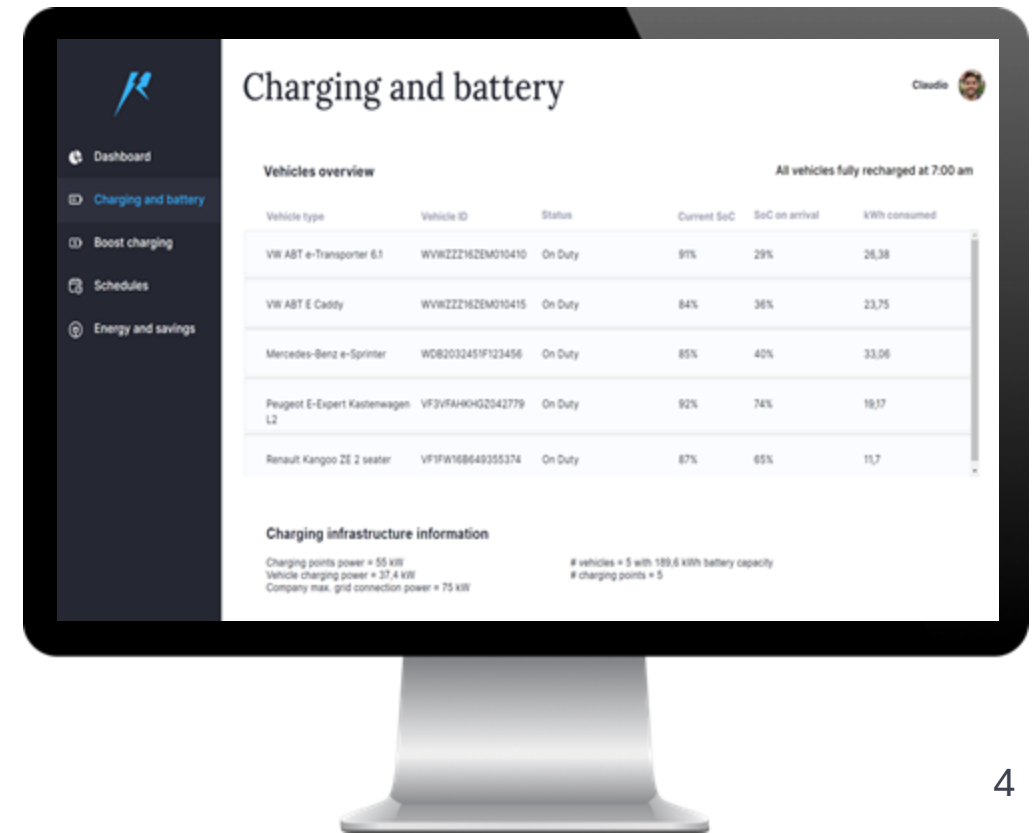 Charging and battery
Claudio
Dashboard
Charging and battery
Boost charging
Schedules
Energy and savings
Vehicles overview
All vehicles fully recharged at 7:00 am
Vehicle type Vehicle ID Status Current SoC SoC on arrival kWh consumed
VW ABT e-Transporter 6.1 WVWZZZ16ZEM010410 On Duty 91% 29% 26,38
VW ABT E Caddy WVWZZZ16ZEM010415 On Duty 84% 36% 23,75
Mercedes-Benz e-Sprinter WDB2032451F123456 On Duty 85% 40% 33,06
Peugeot E-Expert Kastenwagen VF3VFAHKHGZ042779 On Duty 92% 74% 19,17
L2
Renault Kangoo ZE 2 seater VF1FW16B649355374 On Duty 87% 65% 11,7
Charging infrastructure information
Charging points power = 55 kW
Vehicle charging power = 37,4 kW
Company max. grid connection power = 75 kW
# vehicles = 5 with 189,6 kWh battery capacity
# charging points = 5
4